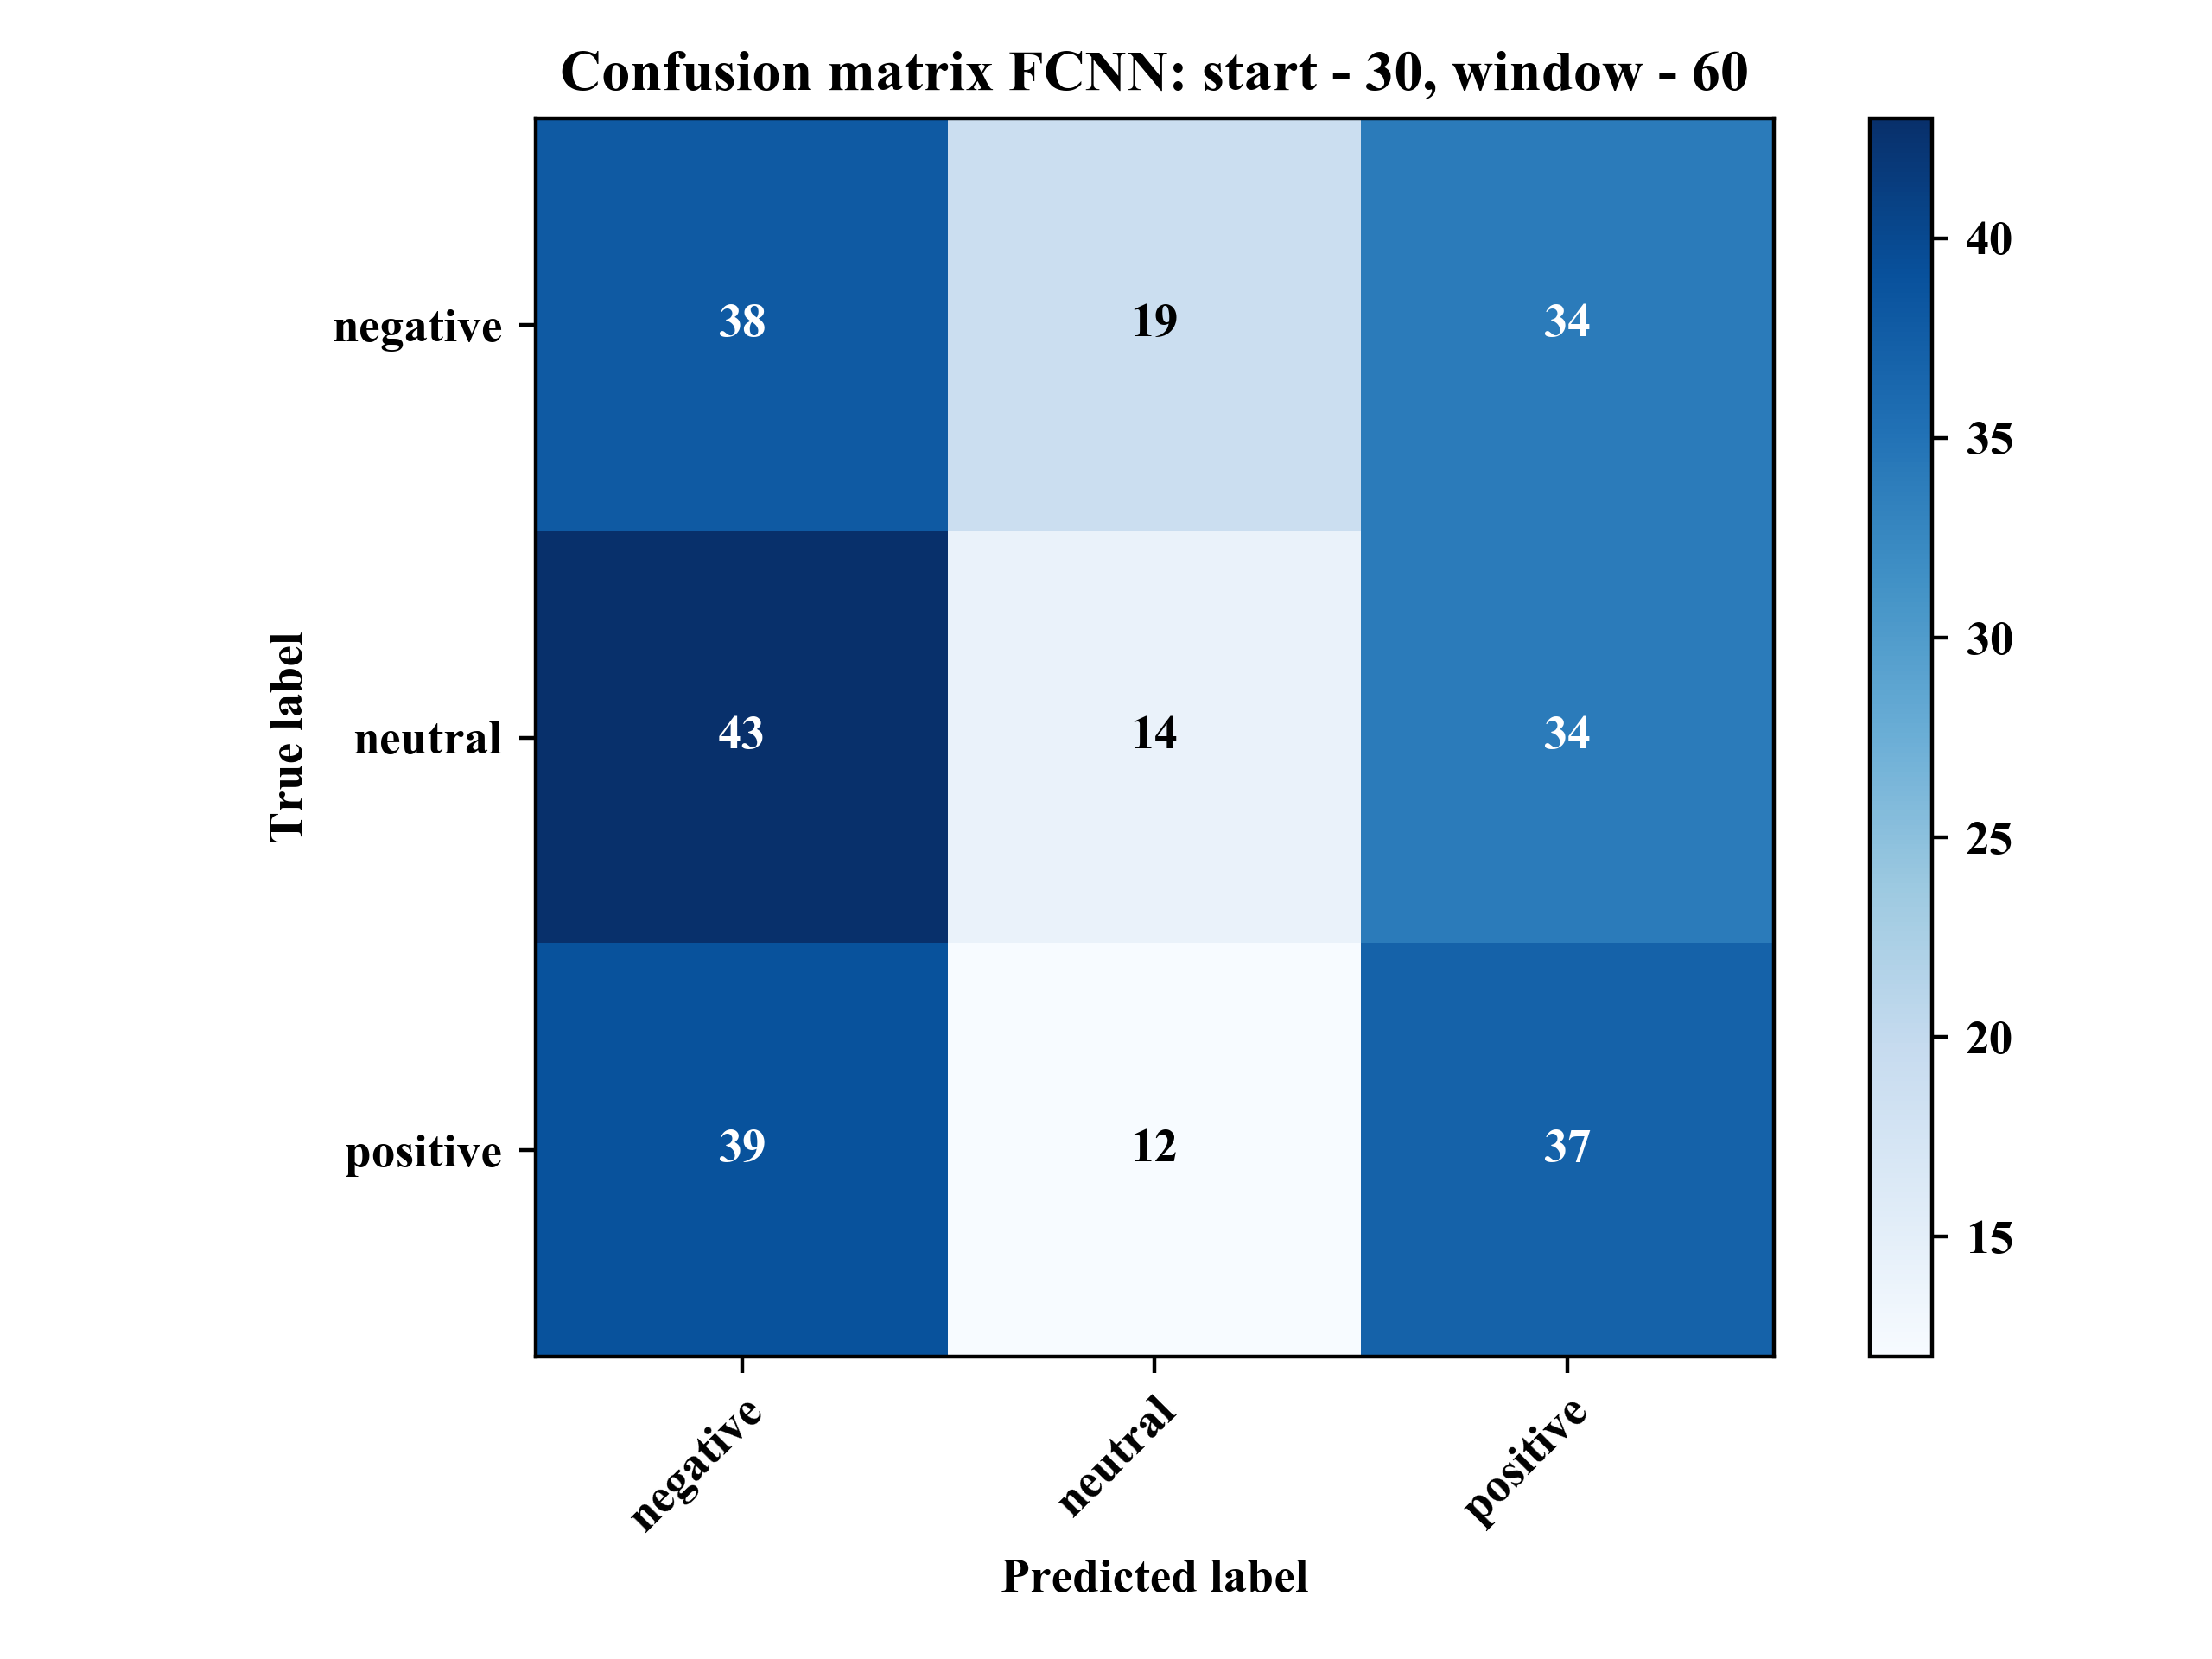 Confusion matrix FCNN: start - 30, window - 60
True label
negative
38
19
34
neutral
43
14
34
positive
39
12
37
negative
neutral
positive
Predicted label
40
35
30
25
20
15